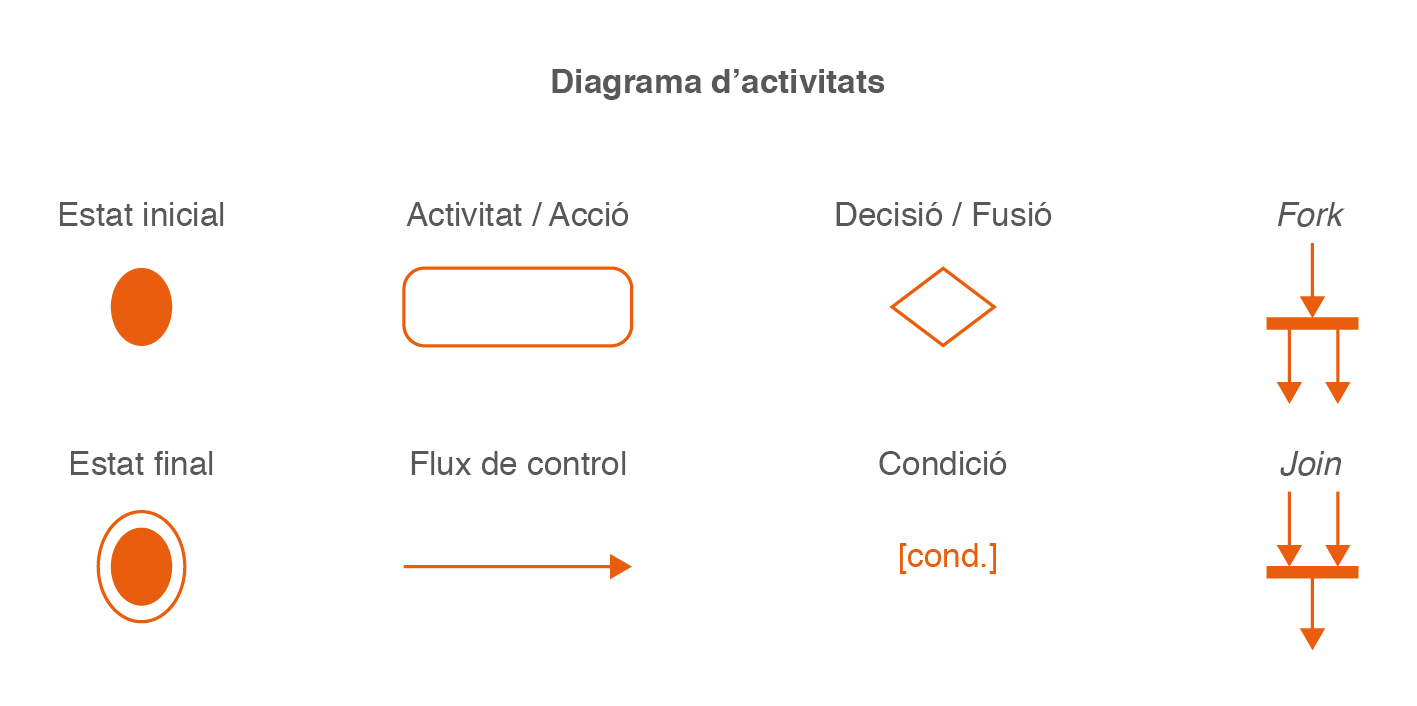 Diagrama d’activitats
Estat inicial
Activitat / Acció
Decisió / Fusió
Fork
Estat final
Flux de control
Condició
Join
[cond.]